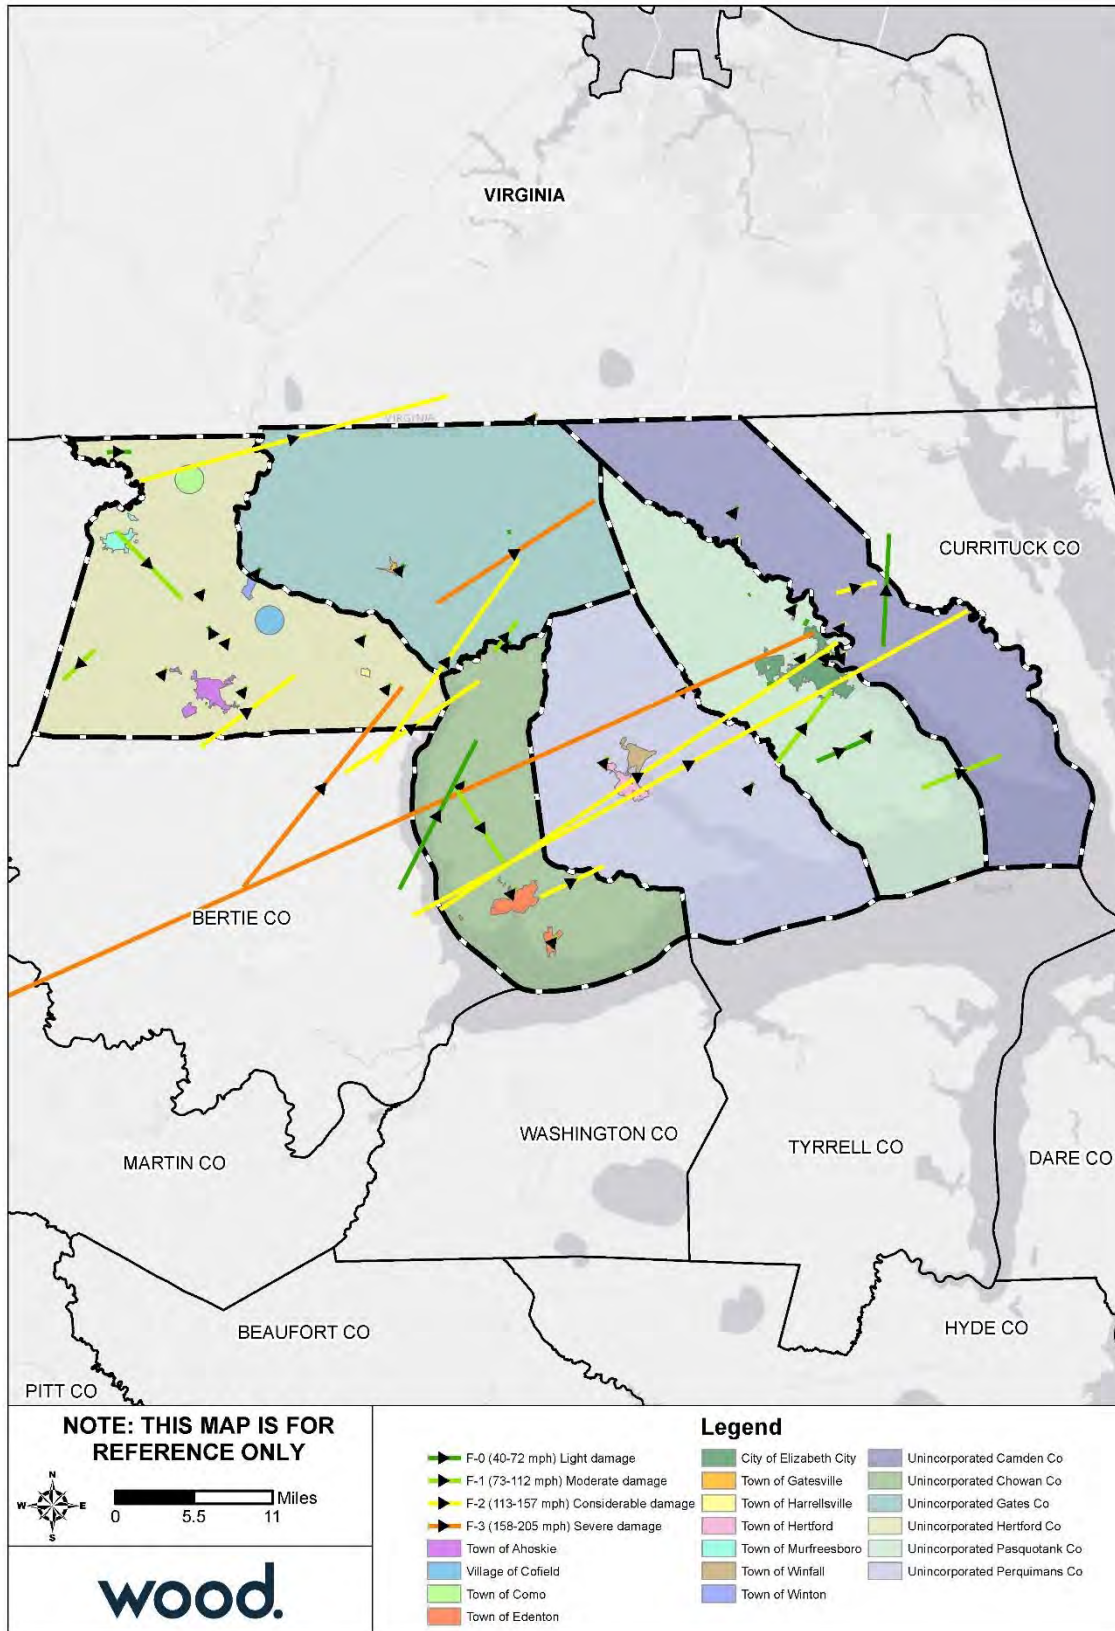 VIRGINIA
VIRGINIA
CURRITUCK CO
BERTIE CO
WASHINGTON CO
TYRRELL CO
MARTIN CO
DARE CO
BEAUFORT CO
HYDE CO
PITT CO
NOTE: THIS MAP IS FOR
REFERENCE ONLY
N
W E
S
Miles
0 5.5 11
wood.
Legend
F-0 (40-72 mph) Light damage
F-1 (73-112 mph) Moderate damage
F-2 (113-157 mph) Considerable damage
F-3 (158-205 mph) Severe damage
Town of Ahoskie
Village of Cofield
Town of Como
Town of Edenton
City of Elizabeth City
Town of Gatesville
Town of Harrellsville
Town of Hertford
Town of Murfreesboro
Town of Winfall
Town of Winton
Unincorporated Camden Co
Unincorporated Chowan Co
Unincorporated Gates Co
Unincorporated Hertford Co
Unincorporated Pasquotank Co
Unincorporated Perquimans Co